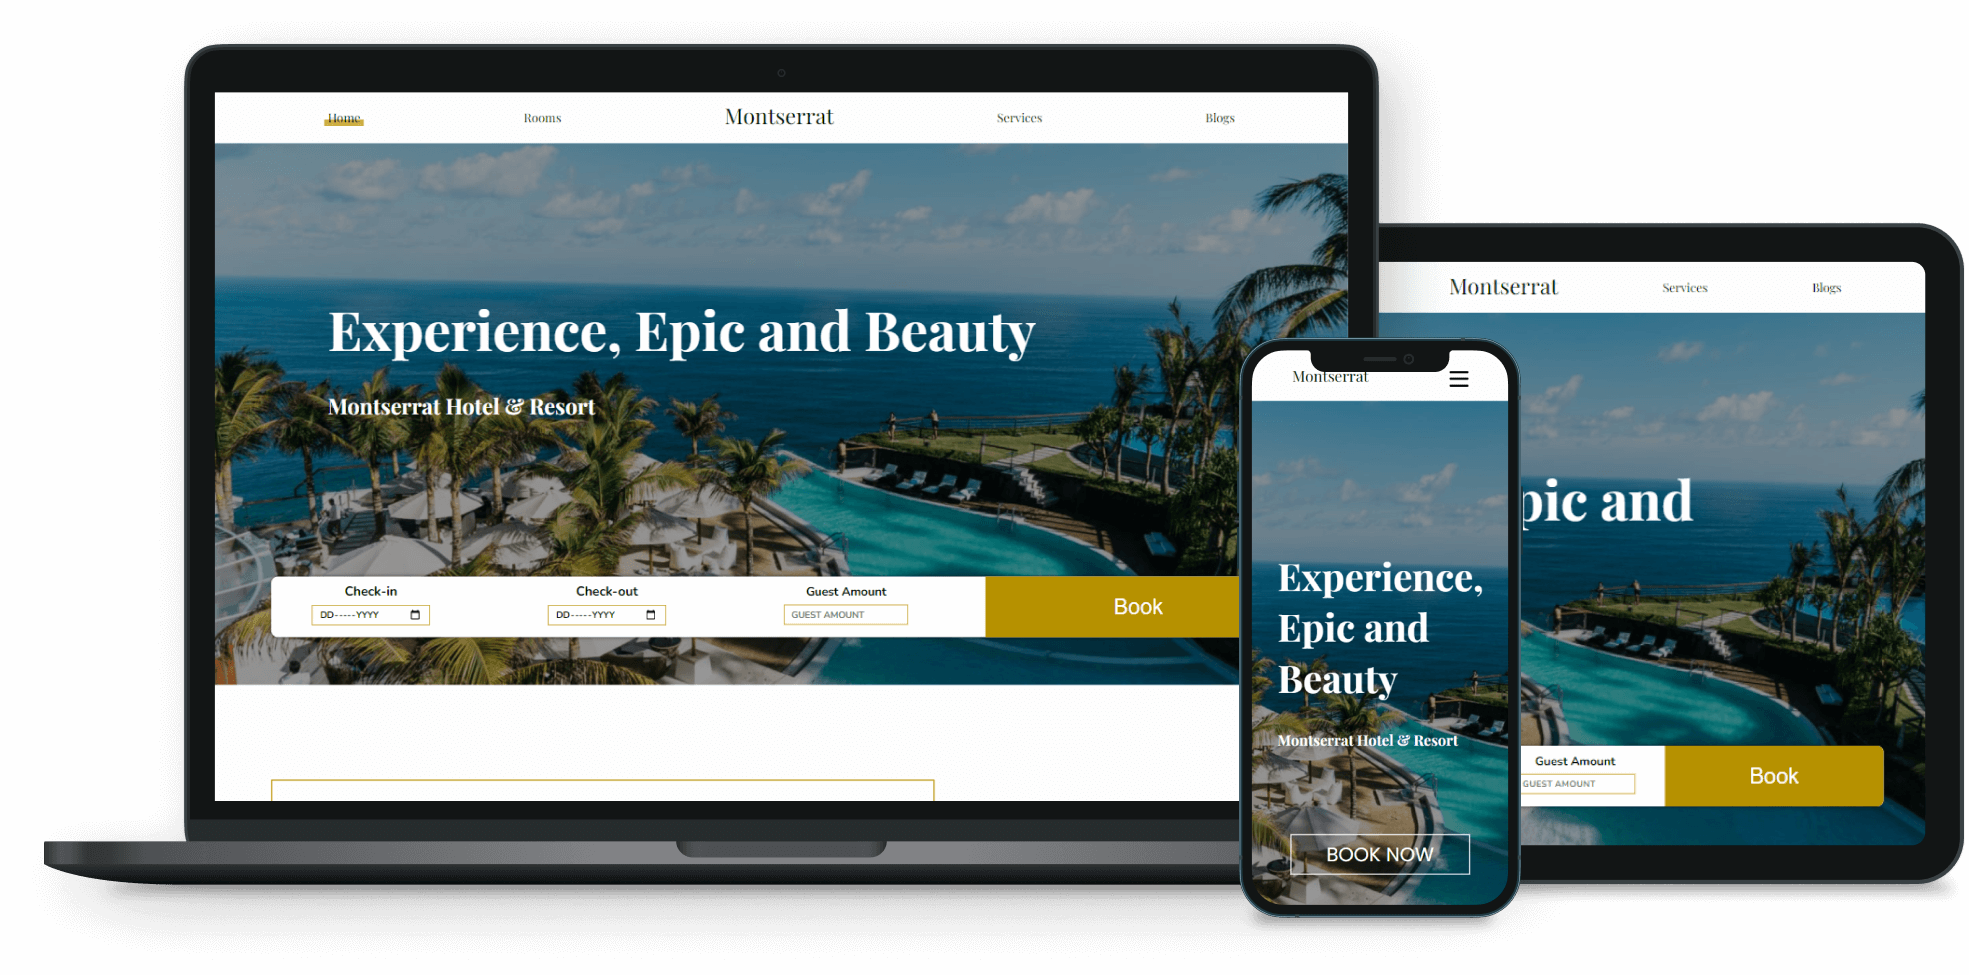 Home
Rooms
Montserrat
Services
Blogs
Experience, Epic and Beauty
Montserrat Hotel & Resort
Check-in
Check-out
Guest Amount
DD-----YYYY
DD-----YYYY
GUEST AMOUNT
Book
Montserrat
Services
Blogs
pic and
Guest Amount
GUEST AMOUNT
Book
Montserrat
Experience,
Epic and
Beauty
Montserrat Hotel & Resort
BOOK NOW